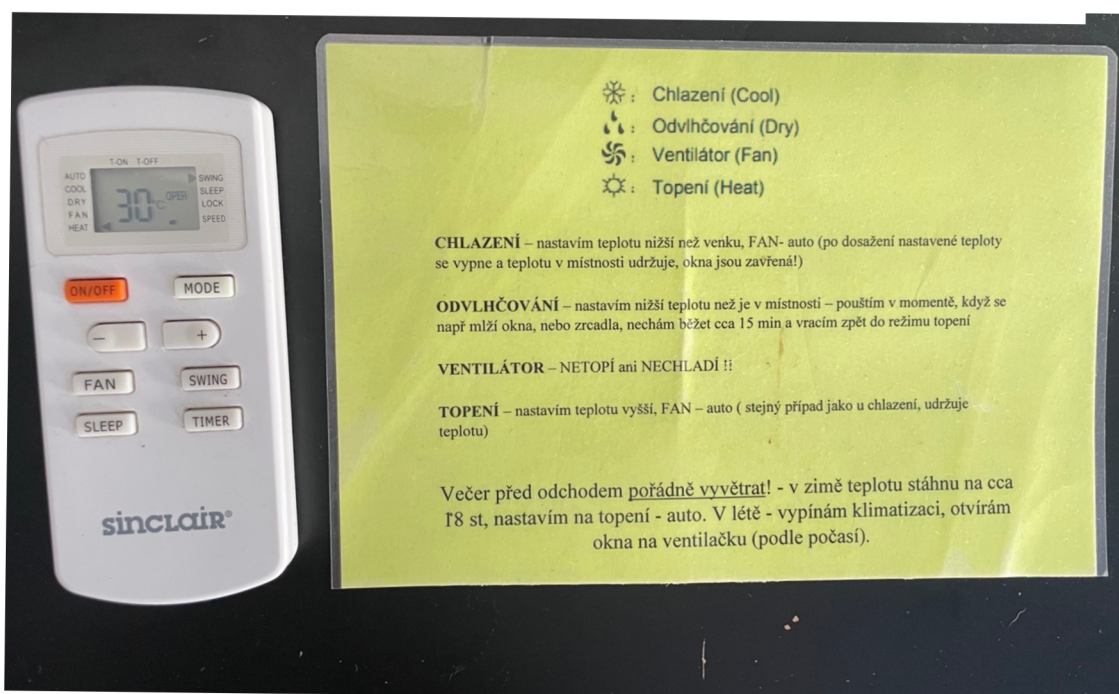 T-ON T-OFF
AUTO
COOL
DRY
FAN
HEAT
30°C
OPER
SWING
SLEEP
LOCK
SPEED
ON/OFF
MODE
−
+
FAN
SWING
SLEEP
TIMER
sinclair®
: Chlazení (Cool)
: Odvlhčování (Dry)
: Ventilátor (Fan)
: Topení (Heat)
CHLAZENÍ – nastavím teplotu nižší než venku, FAN- auto (po dosažení nastavené teploty
se vypne a teplotu v místnosti udržuje, okna jsou zavřená!)
ODVLHČOVÁNÍ – nastavím nižší teplotu než je v místnosti – pouštím v momentě, když se
např mlží okna, nebo zrcadla, nechám běžet cca 15 min a vracím zpět do režimu topení
VENTILÁTOR – NETOPÍ ani NECHLADÍ !!
TOPENÍ – nastavím teplotu vyšší, FAN – auto ( stejný případ jako u chlazení, udržuje
teplotu)
Večer před odchodem pořádně vyvětrat! - v zimě teplotu stáhnu na cca
18 st, nastavím na topení - auto. V létě - vypínám klimatizaci, otvírám
okna na ventilačku (podle počasí).